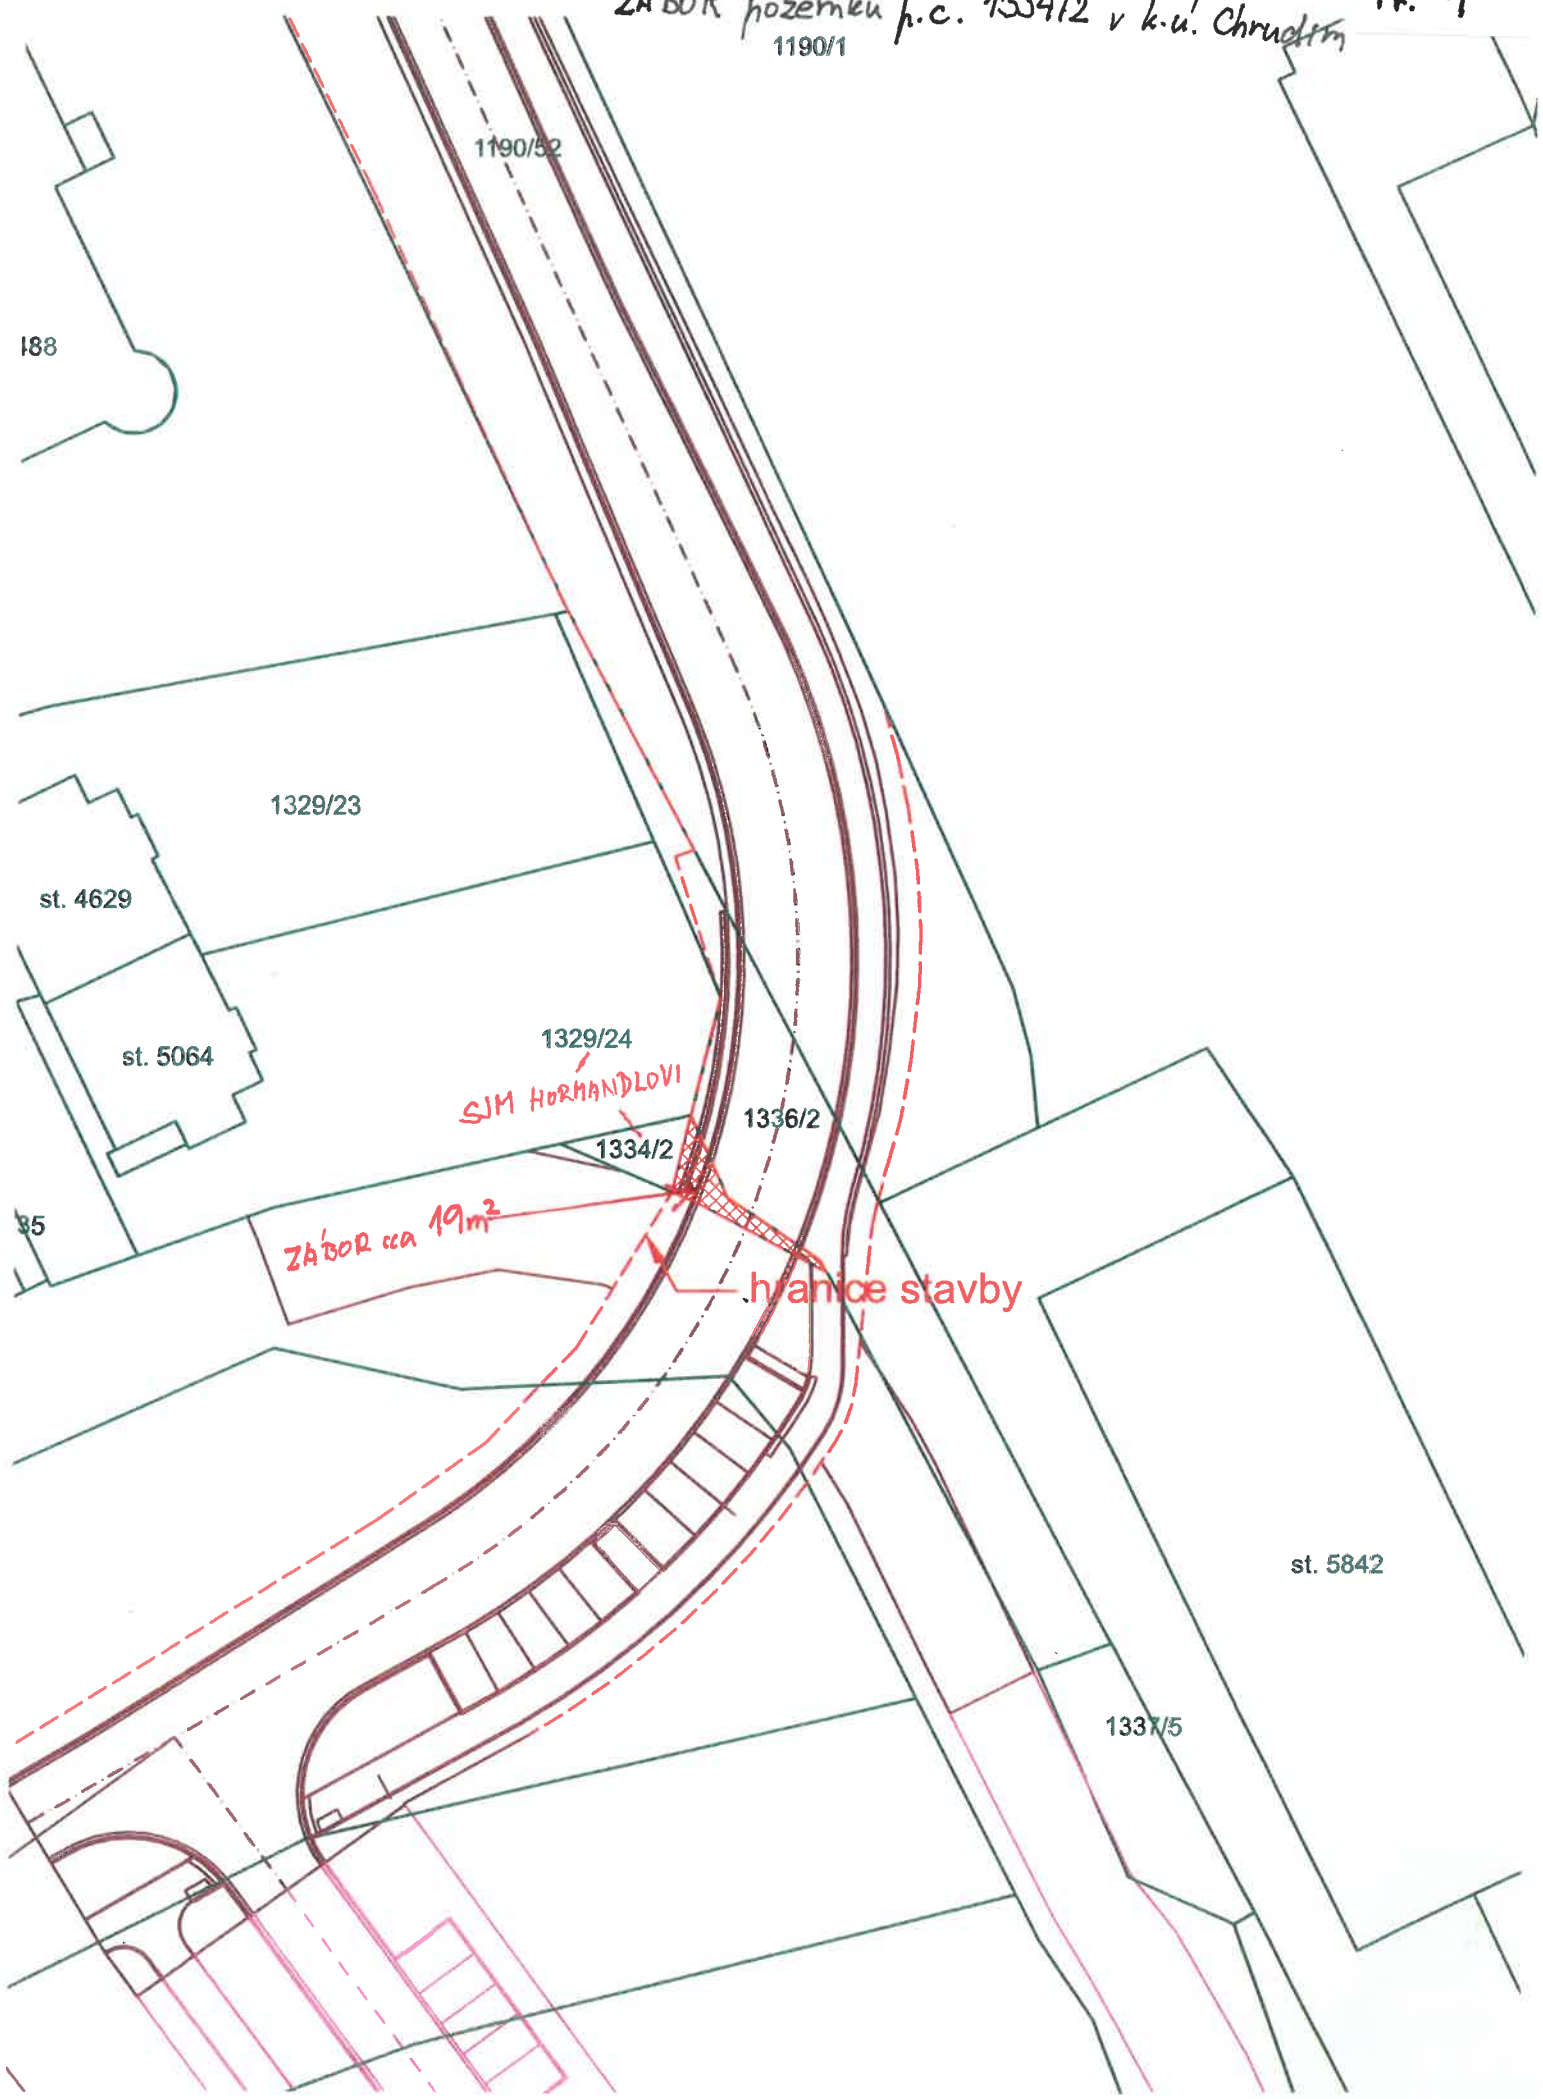 ZÁBOR pozemku p.č. 1334/2 v k.ú. Chrudim
1190/1
1190/52
188
1329/23
st. 4629
1329/24
st. 5064
SJM HORMANDLOVI
1336/2
1334/2
35
ZÁBOR cca 19m²
hranice stavby
st. 5842
1337/5